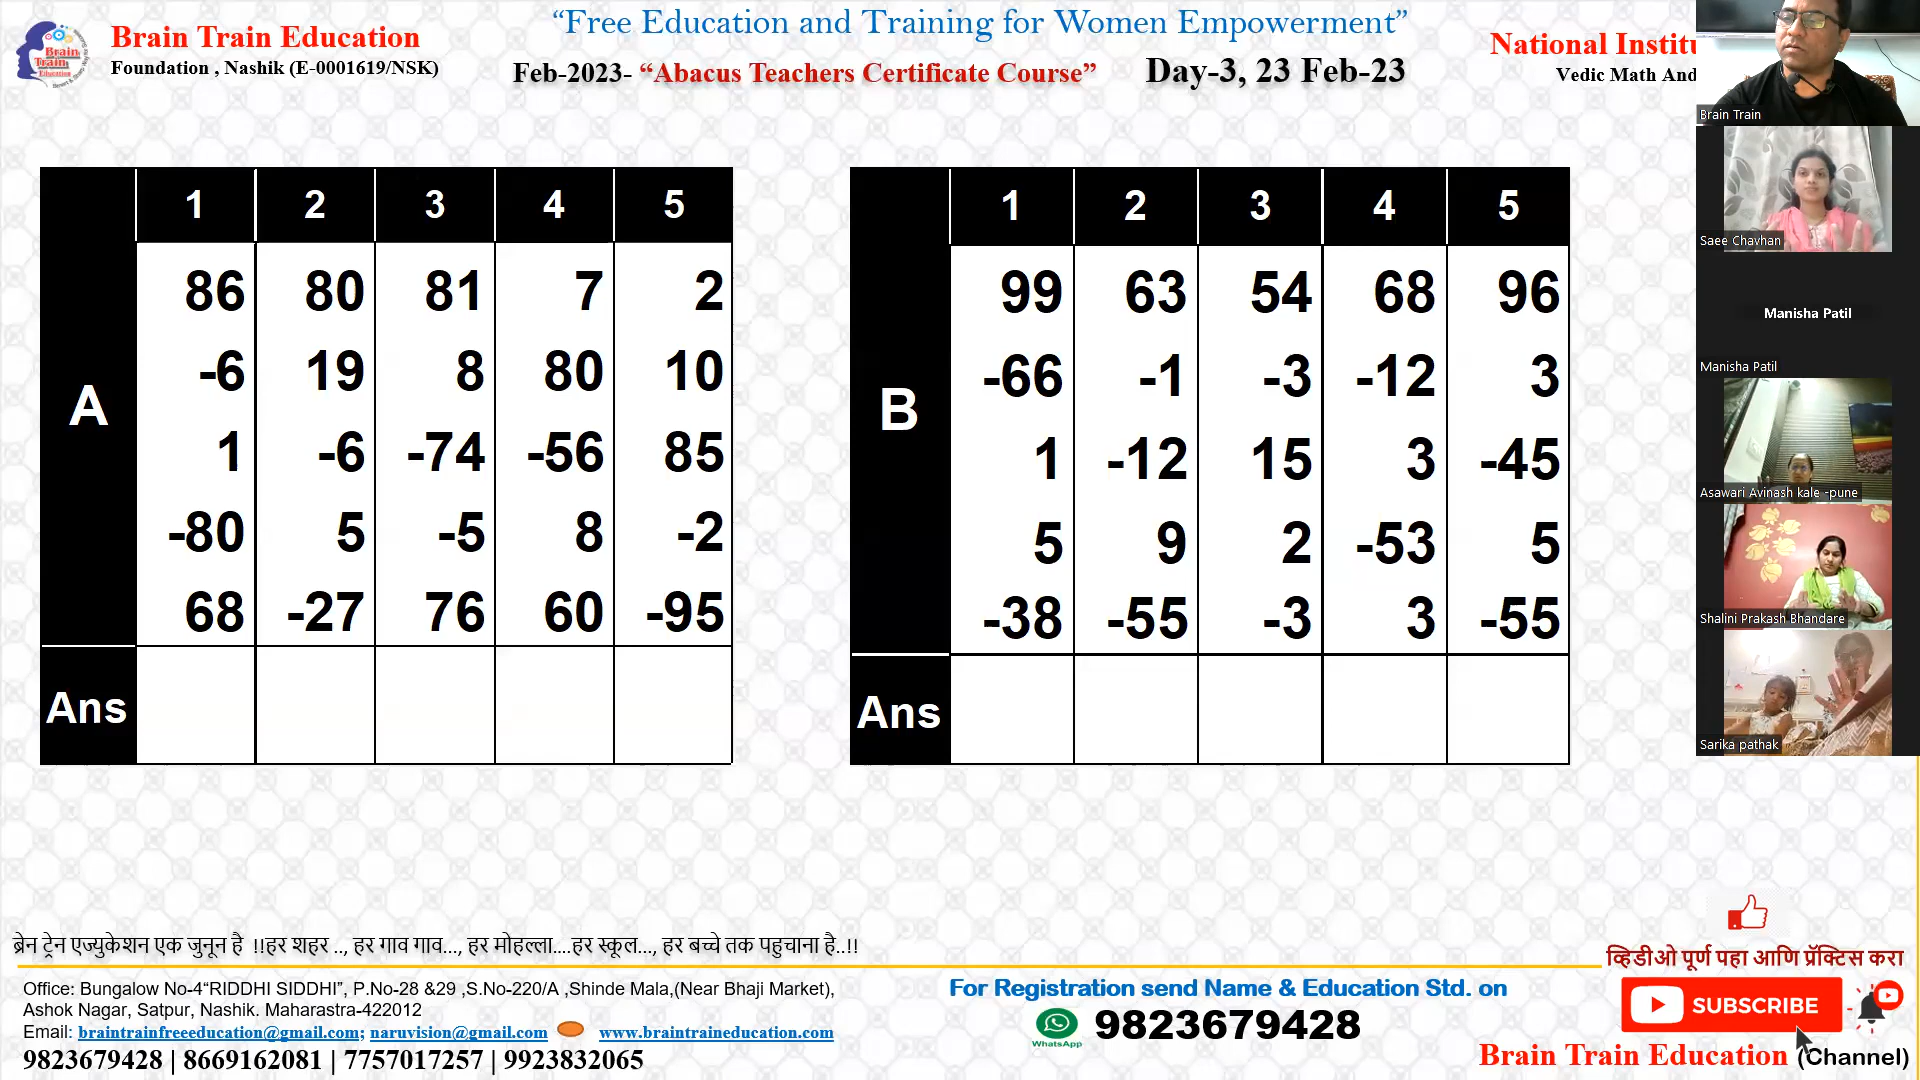 Brain Train Education
Foundation , Nashik (E-0001619/NSK)
“Free Education and Training for Women Empowerment”
Feb-2023- “Abacus Teachers Certificate Course” Day-3, 23 Feb-23
National Institu
Vedic Math And
Brain Train Education
A 1 2 3 4 5
86 80 81 7 2
-6 19 8 80 10
1 -6 -74 -56 85
-80 5 -5 8 -2
68 -27 76 60 -95
Ans
B 1 2 3 4 5
99 63 54 68 96
-66 -1 -3 -12 3
1 -12 15 3 -45
5 9 2 -53 5
-38 -55 -3 3 -55
Ans
Brain Train
Saee Chavhan
Manisha Patil
Manisha Patil
Asawari Avinash kale -pune
Shalini Prakash Bhandare
Sarika pathak
ब्रेन ट्रेन एज्युकेशन एक जुनून है !!हर शहर .., हर गाव गाव..., हर मोहल्ला....हर स्कूल..., हर बच्चे तक पहुचाना है..!!
Office: Bungalow No-4“RIDDHI SIDDHI”, P.No-28 &29 ,S.No-220/A ,Shinde Mala,(Near Bhaji Market),
Ashok Nagar, Satpur, Nashik. Maharastra-422012
Email: braintrainfreeeducation@gmail.com; naruvision@gmail.com www.braintraineducation.com
9823679428 | 8669162081 | 7757017257 | 9923832065
For Registration send Name & Education Std. on
WhatsApp 9823679428
व्हिडीओ पूर्ण पहा आणि प्रॅक्टिस करा
SUBSCRIBE
Brain Train Education (Channel)